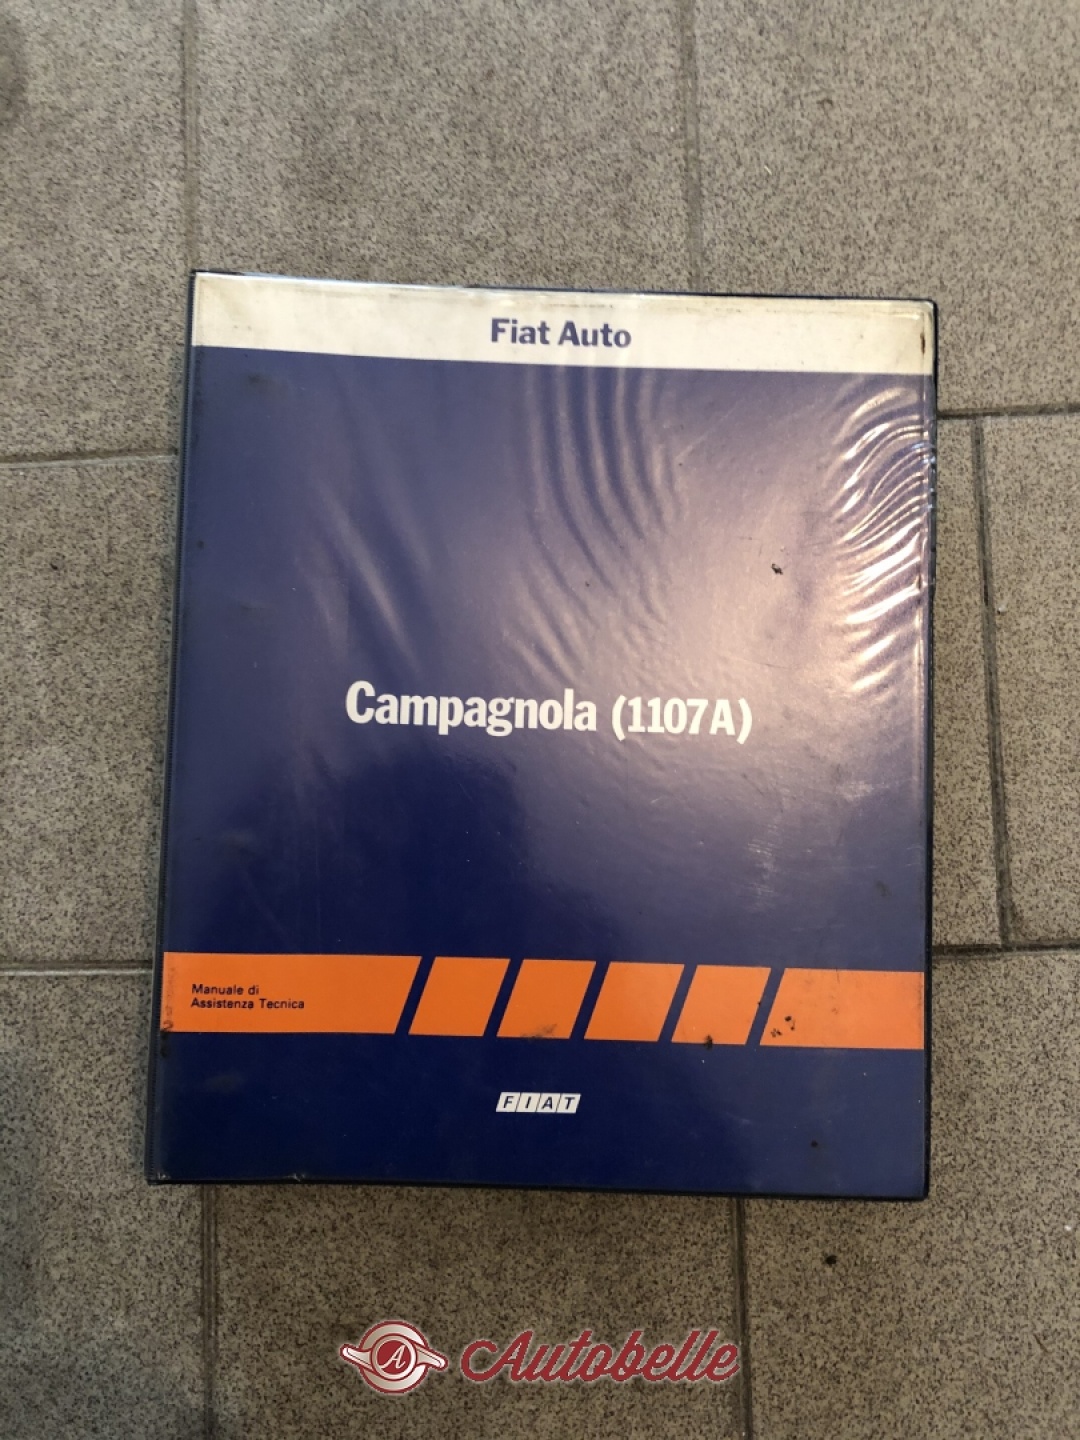 Fiat Auto
Campagnola (1107A)
Manuale di
Assistenza Tecnica
FIAT
A Autobelle